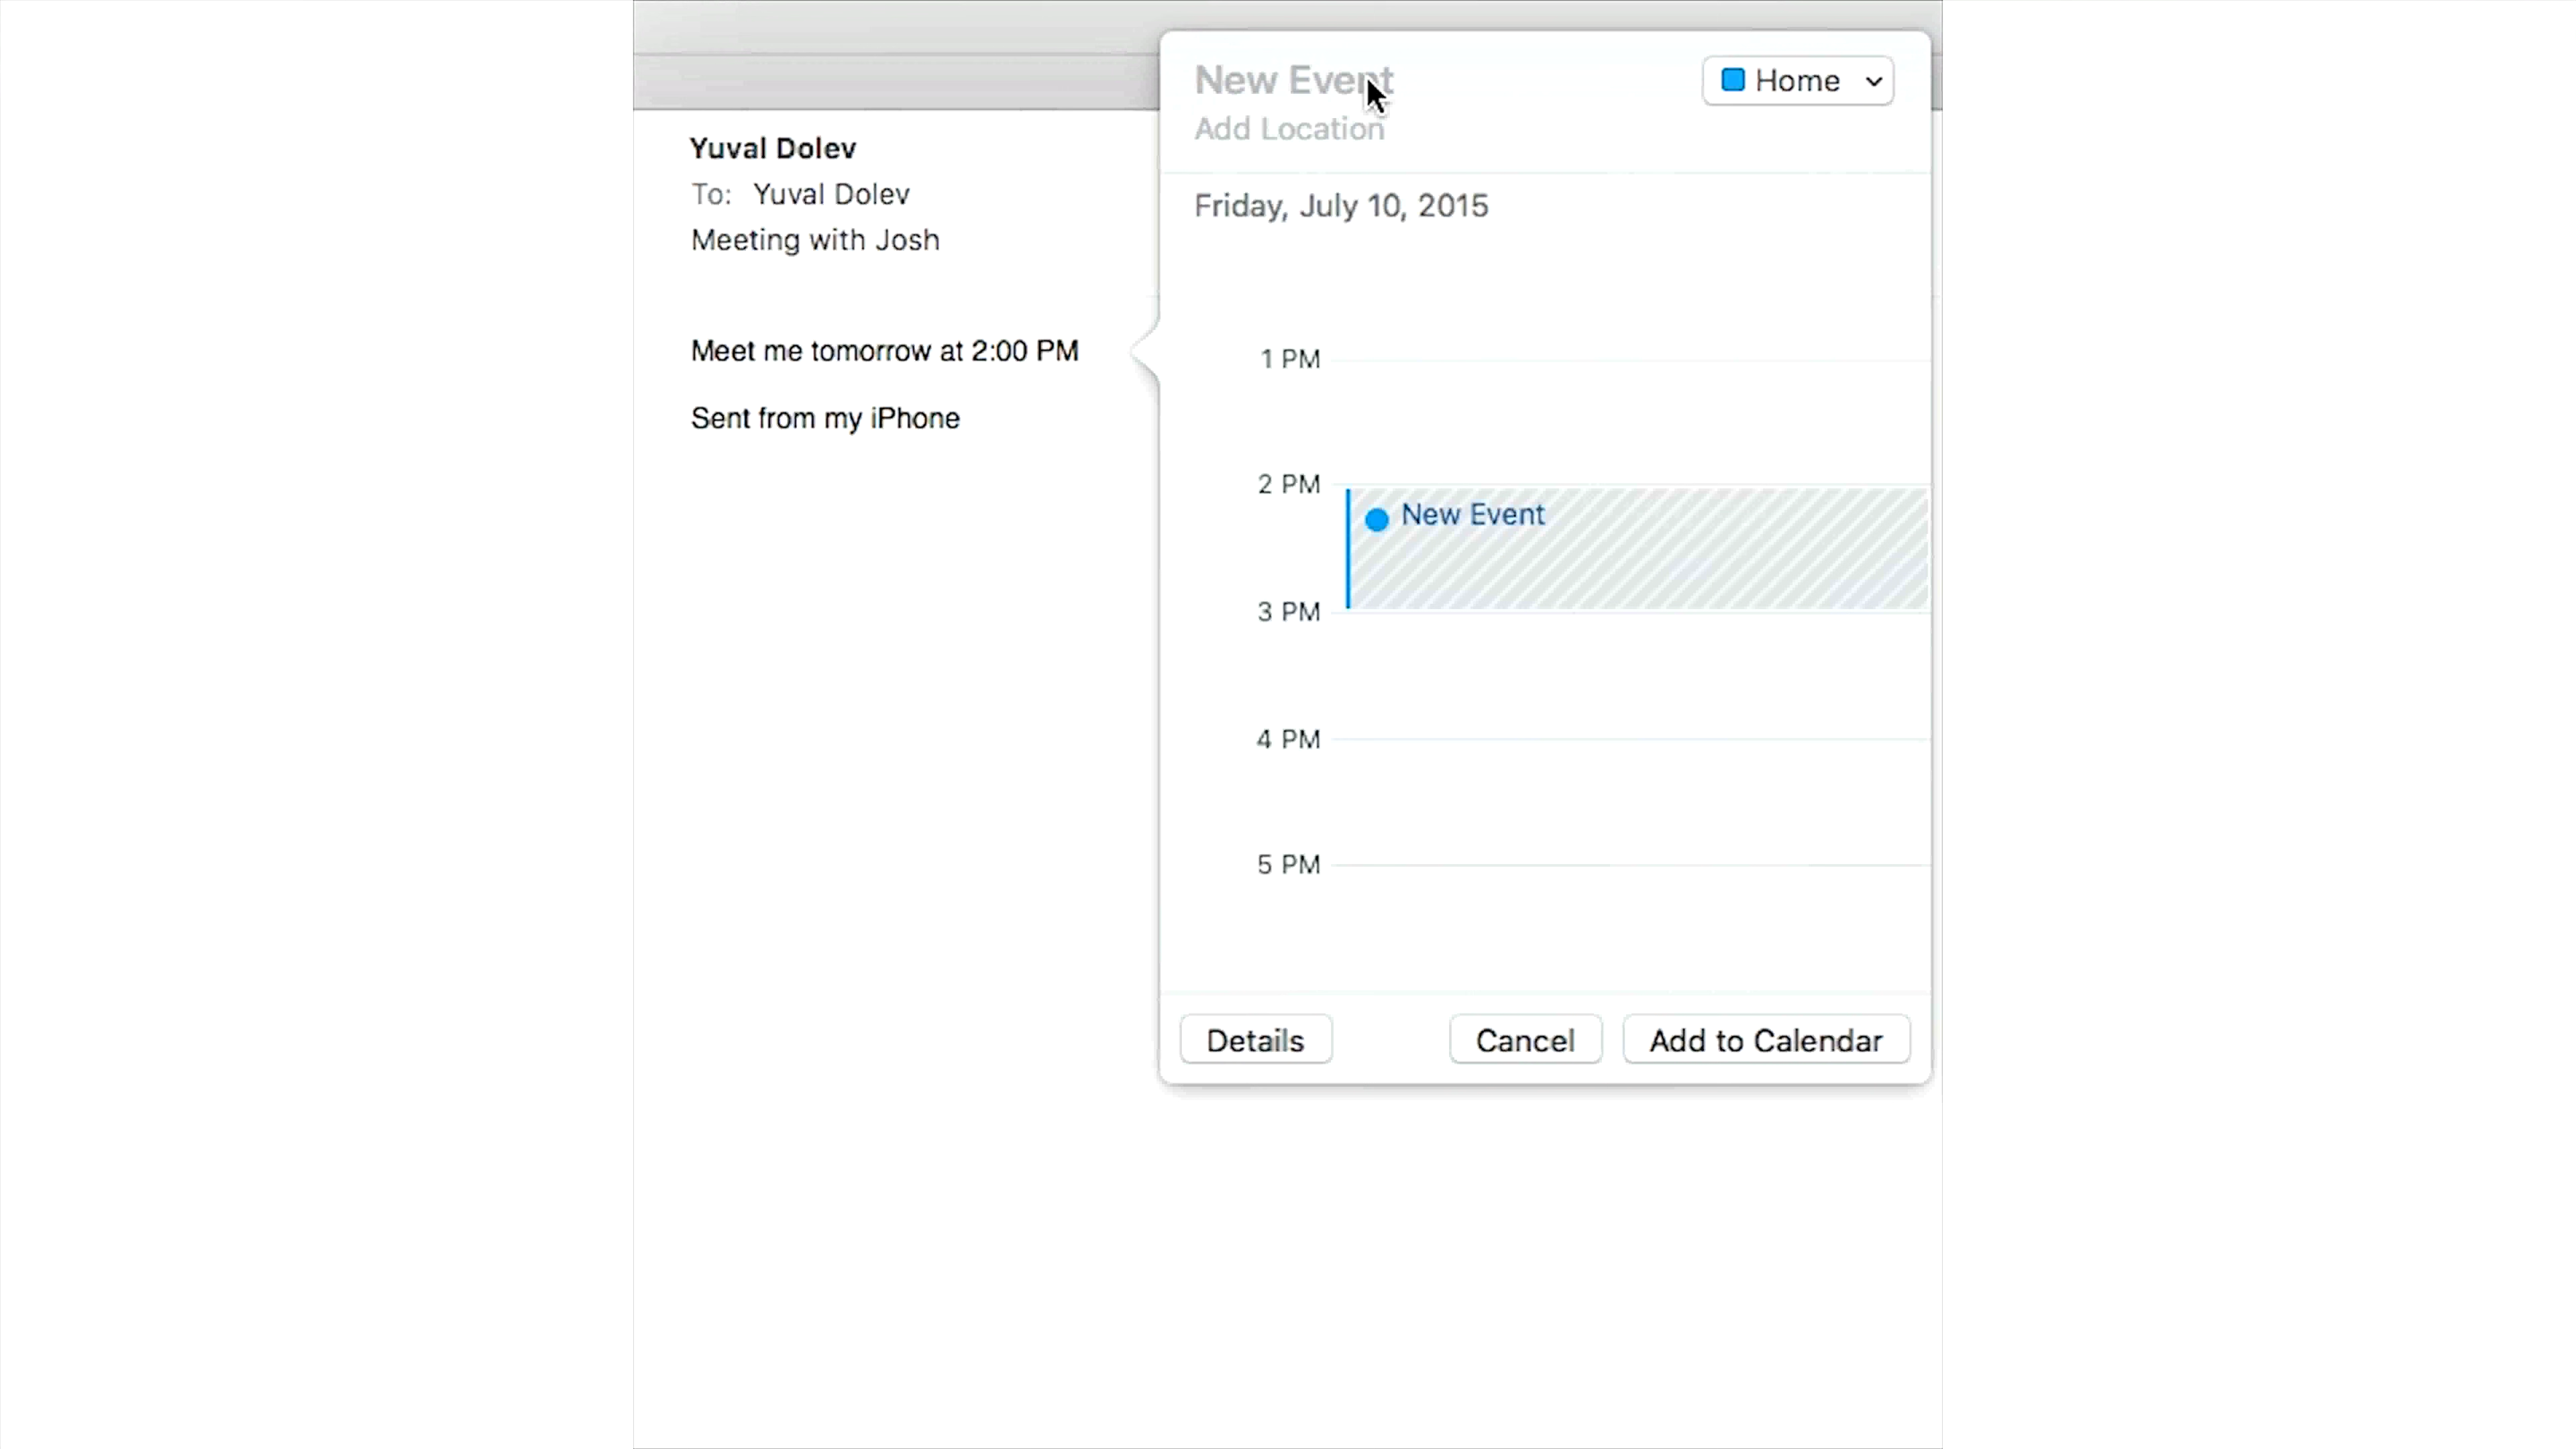 Yuval Dolev
To: Yuval Dolev
Meeting with Josh
Meet me tomorrow at 2:00 PM
Sent from my iPhone
New Event
Home
Add Location
Friday, July 10, 2015
1 PM
2 PM
New Event
3 PM
4 PM
5 PM
Details
Cancel
Add to Calendar